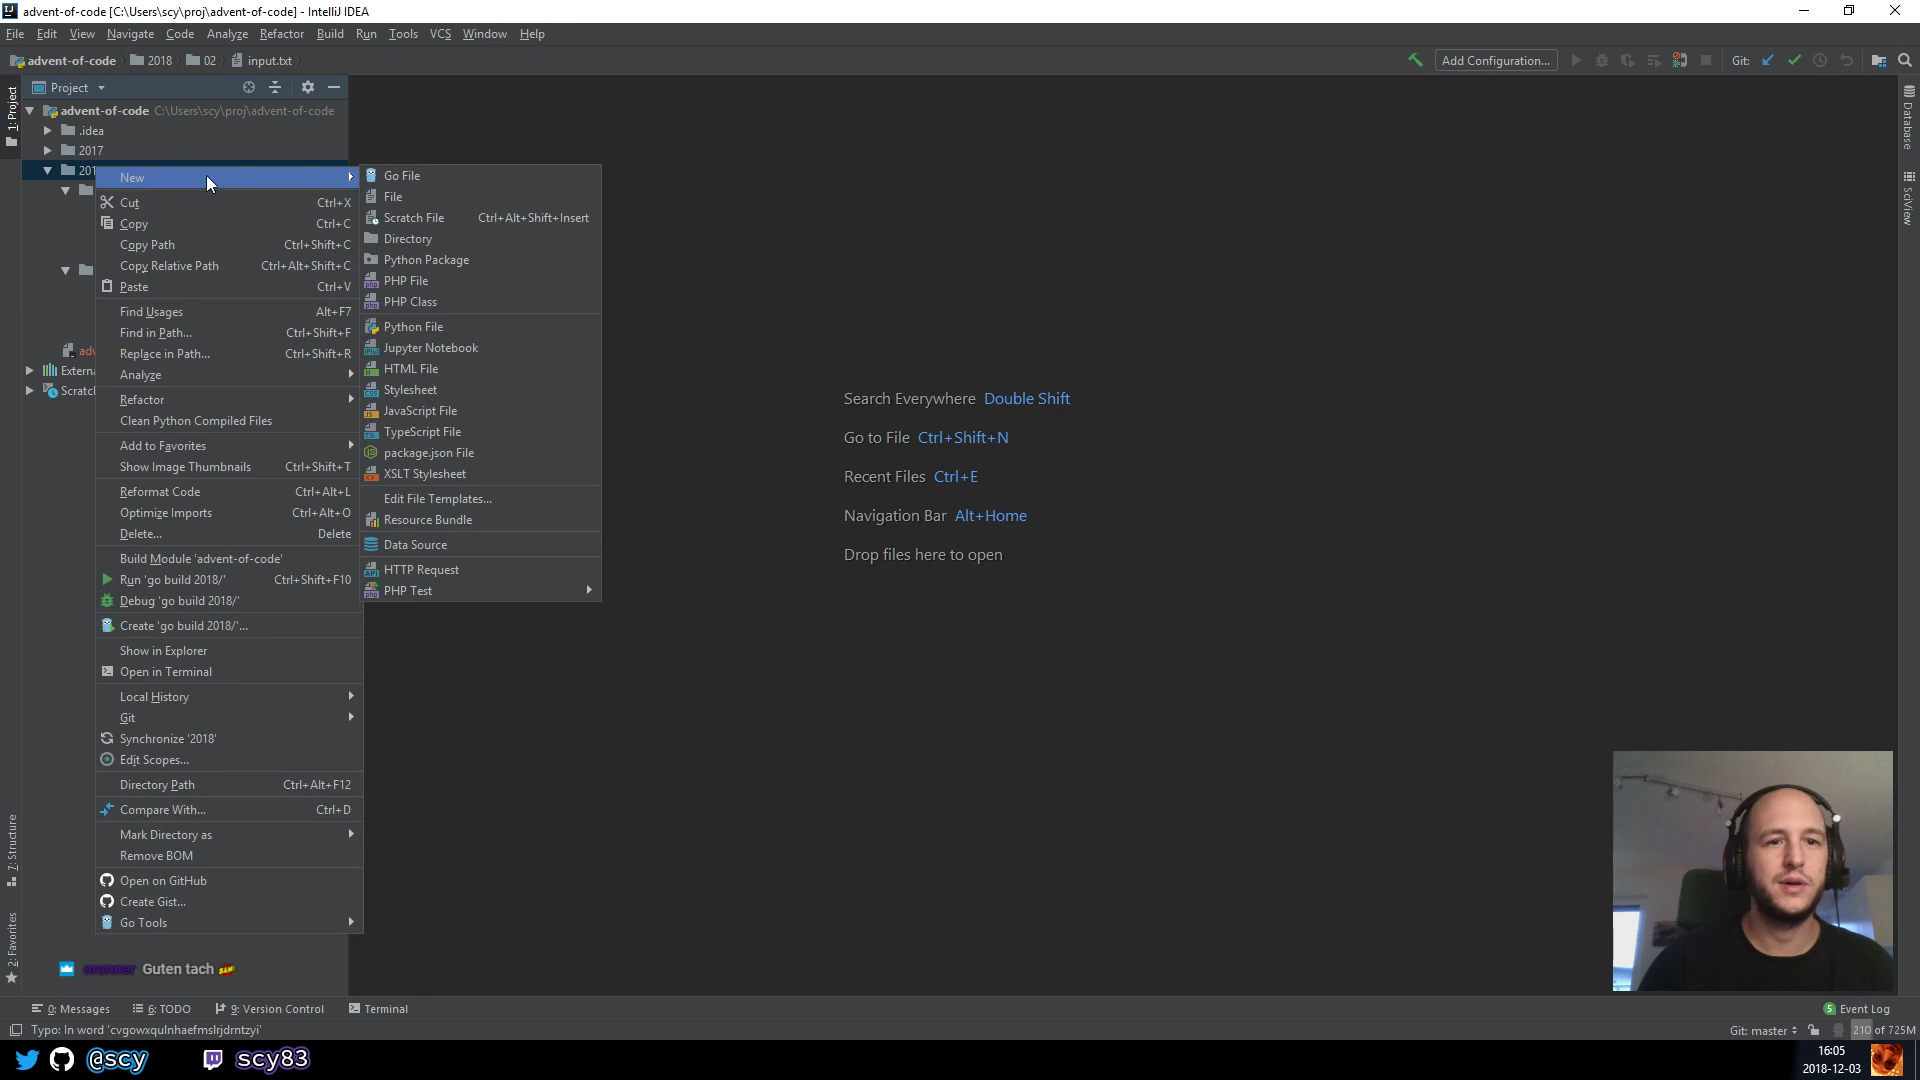 advent-of-code [C:\Users\scy\proj\advent-of-code] - IntelliJ IDEA
File Edit View Navigate Code Analyze Refactor Build Run Tools VCS Window Help
advent-of-code 2018 02 input.txt
Add Configuration...
Git:
Project
1: Project
advent-of-code C:\Users\scy\proj\advent-of-code
.idea
2017
New
Cut Ctrl+X
Copy Ctrl+C
Copy Path Ctrl+Shift+C
Copy Relative Path Ctrl+Alt+Shift+C
Paste Ctrl+V
Find Usages Alt+F7
Find in Path... Ctrl+Shift+F
Replace in Path... Ctrl+Shift+R
Analyze
Refactor
Clean Python Compiled Files
Add to Favorites
Show Image Thumbnails Ctrl+Shift+T
Reformat Code Ctrl+Alt+L
Optimize Imports Ctrl+Alt+O
Delete... Delete
Build Module 'advent-of-code'
Run 'go build 2018/' Ctrl+Shift+F10
Debug 'go build 2018/'
Create 'go build 2018/'...
Show in Explorer
Open in Terminal
Local History
Git
Synchronize '2018'
Edit Scopes...
Directory Path Ctrl+Alt+F12
Compare With... Ctrl+D
Mark Directory as
Remove BOM
Open on GitHub
Create Gist...
Go Tools
Go File
File
Scratch File Ctrl+Alt+Shift+Insert
Directory
Python Package
PHP File
PHP Class
Python File
Jupyter Notebook
HTML File
Stylesheet
JavaScript File
TypeScript File
package.json File
XSLT Stylesheet
Edit File Templates...
Resource Bundle
Data Source
HTTP Request
PHP Test
Search Everywhere Double Shift
Go to File Ctrl+Shift+N
Recent Files Ctrl+E
Navigation Bar Alt+Home
Drop files here to open
Database
SciView
7: Structure
2: Favorites
Guten tach
0: Messages 6: TODO 9: Version Control Terminal
5 Event Log
Typo: In word 'cvgowxqulnhaefmslrjdrntzyi'
Git: master 210 of 725M
@scy scy83
16:05
2018-12-03